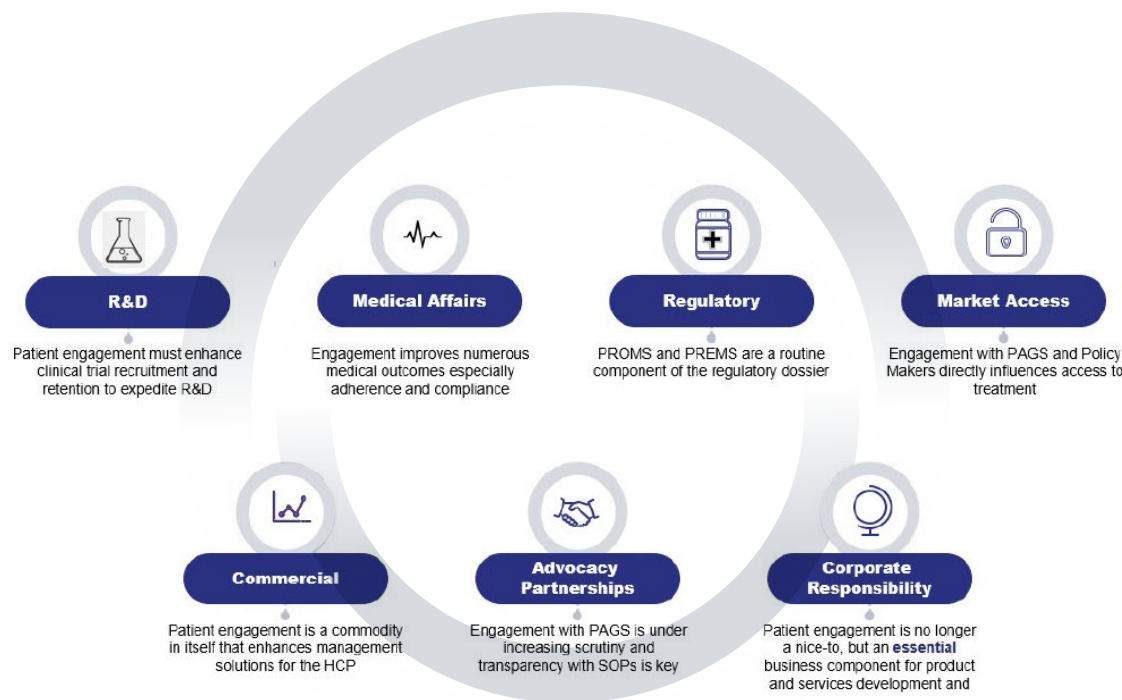 R&D
Patient engagement must enhance
clinical trial recruitment and
retention to expedite R&D
Medical Affairs
Engagement improves numerous
medical outcomes especially
adherence and compliance
Regulatory
PROMS and PREMS are a routine
component of the regulatory dossier
Market Access
Engagement with PAGS and Policy
Makers directly influences access to
treatment
Commercial
Patient engagement is a commodity
in itself that enhances management
solutions for the HCP
Advocacy
Partnerships
Engagement with PAGS is under
increasing scrutiny and
transparency with SOPs is key
Corporate
Responsibility
Patient engagement is no longer
a nice-to, but an essential
business component for product
and services development and